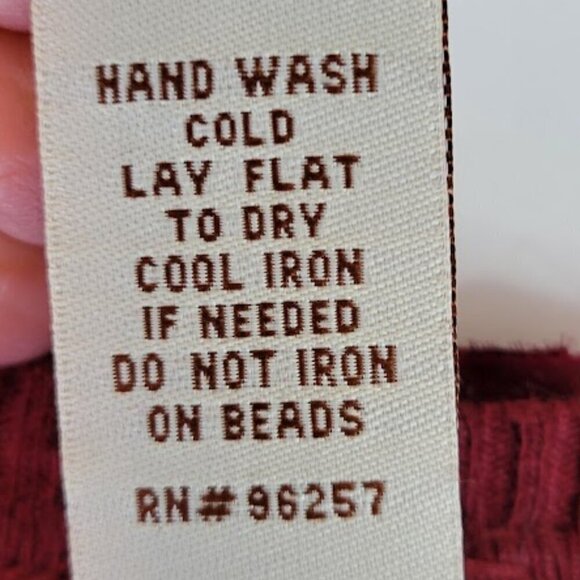 HAND WASH
COLD
LAY FLAT
TO DRY
COOL IRON
IF NEEDED
DO NOT IRON
ON BEADS
RN# 96257